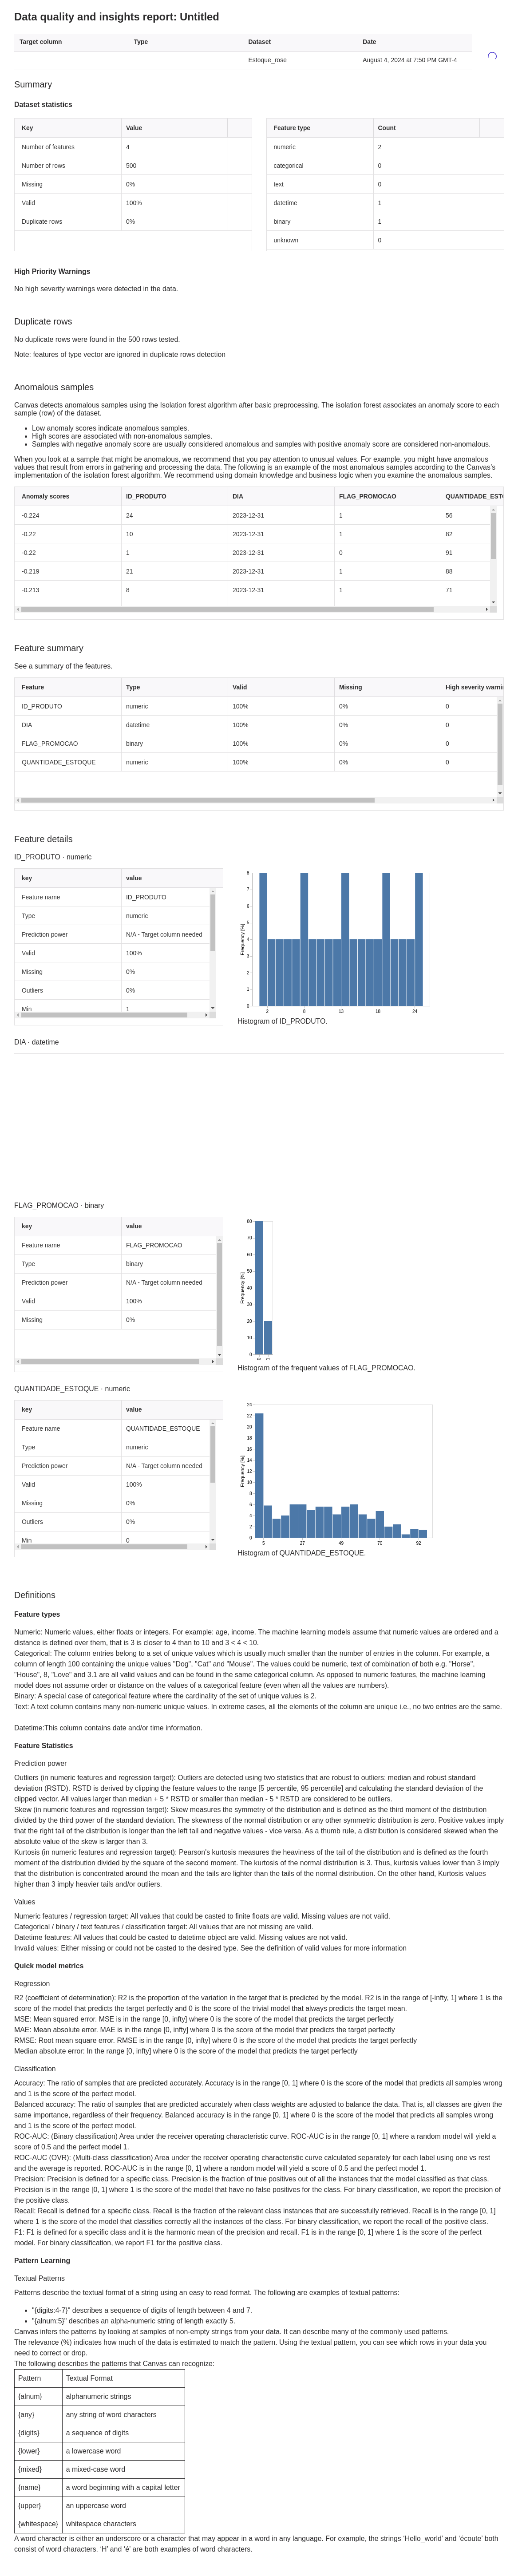 Data quality and insights report: Untitled
Target column Type Dataset Date
Estoque_rose August 4, 2024 at 7:50 PM GMT-4
Summary
Dataset statistics
Key Value
Number of features 4
Number of rows 500
Missing 0%
Valid 100%
Duplicate rows 0%
Feature type Count
numeric 2
categorical 0
text 0
datetime 1
binary 1
unknown 0
High Priority Warnings
No high severity warnings were detected in the data.
Duplicate rows
No duplicate rows were found in the 500 rows tested.
Note: features of type vector are ignored in duplicate rows detection
Anomalous samples
Canvas detects anomalous samples using the Isolation forest algorithm after basic preprocessing. The isolation forest associates an anomaly score to each
sample (row) of the dataset.
• Low anomaly scores indicate anomalous samples.
• High scores are associated with non-anomalous samples.
• Samples with negative anomaly score are usually considered anomalous and samples with positive anomaly score are considered non-anomalous.
When you look at a sample that might be anomalous, we recommend that you pay attention to unusual values. For example, you might have anomalous
values that result from errors in gathering and processing the data. The following is an example of the most anomalous samples according to the Canvas's
implementation of the isolation forest algorithm. We recommend using domain knowledge and business logic when you examine the anomalous samples.
Anomaly scores ID_PRODUTO DIA FLAG_PROMOCAO QUANTIDADE_ESTO
-0.224 24 2023-12-31 1 56
-0.22 10 2023-12-31 1 82
-0.22 1 2023-12-31 0 91
-0.219 21 2023-12-31 1 88
-0.213 8 2023-12-31 1 71
Feature summary
See a summary of the features.
Feature Type Valid Missing High severity warnin
ID_PRODUTO numeric 100% 0% 0
DIA datetime 100% 0% 0
FLAG_PROMOCAO binary 100% 0% 0
QUANTIDADE_ESTOQUE numeric 100% 0% 0
Feature details
ID_PRODUTO · numeric
key value
Feature name ID_PRODUTO
Type numeric
Prediction power N/A - Target column needed
Valid 100%
Missing 0%
Outliers 0%
Min 1
Frequency [%]
8
7
6
5
4
3
2
1
0
2 8 13 18 24
Histogram of ID_PRODUTO.
DIA · datetime
FLAG_PROMOCAO · binary
key value
Feature name FLAG_PROMOCAO
Type binary
Prediction power N/A - Target column needed
Valid 100%
Missing 0%
Frequency [%]
80
70
60
50
40
30
20
10
0
0 1
Histogram of the frequent values of FLAG_PROMOCAO.
QUANTIDADE_ESTOQUE · numeric
key value
Feature name QUANTIDADE_ESTOQUE
Type numeric
Prediction power N/A - Target column needed
Valid 100%
Missing 0%
Outliers 0%
Min 0
Frequency [%]
24
22
20
18
16
14
12
10
8
6
4
2
0
5 27 49 70 92
Histogram of QUANTIDADE_ESTOQUE.
Definitions
Feature types
Numeric: Numeric values, either floats or integers. For example: age, income. The machine learning models assume that numeric values are ordered and a
distance is defined over them, that is 3 is closer to 4 than to 10 and 3 < 4 < 10.
Categorical: The column entries belong to a set of unique values which is usually much smaller than the number of entries in the column. For example, a
column of length 100 containing the unique values "Dog", "Cat" and "Mouse". The values could be numeric, text of combination of both e.g. "Horse",
"House", 8, "Love" and 3.1 are all valid values and can be found in the same categorical column. As opposed to numeric features, the machine learning
model does not assume order or distance on the values of a categorical feature (even when all the values are numbers).
Binary: A special case of categorical feature where the cardinality of the set of unique values is 2.
Text: A text column contains many non-numeric unique values. In extreme cases, all the elements of the column are unique i.e., no two entries are the same.
Datetime:This column contains date and/or time information.
Feature Statistics
Prediction power
Outliers (in numeric features and regression target): Outliers are detected using two statistics that are robust to outliers: median and robust standard
deviation (RSTD). RSTD is derived by clipping the feature values to the range [5 percentile, 95 percentile] and calculating the standard deviation of the
clipped vector. All values larger than median + 5 * RSTD or smaller than median - 5 * RSTD are considered to be outliers.
Skew (in numeric features and regression target): Skew measures the symmetry of the distribution and is defined as the third moment of the distribution
divided by the third power of the standard deviation. The skewness of the normal distribution or any other symmetric distribution is zero. Positive values imply
that the right tail of the distribution is longer than the left tail and negative values - vice versa. As a thumb rule, a distribution is considered skewed when the
absolute value of the skew is larger than 3.
Kurtosis (in numeric features and regression target): Pearson's kurtosis measures the heaviness of the tail of the distribution and is defined as the fourth
moment of the distribution divided by the square of the second moment. The kurtosis of the normal distribution is 3. Thus, kurtosis values lower than 3 imply
that the distribution is concentrated around the mean and the tails are lighter than the tails of the normal distribution. On the other hand, Kurtosis values
higher than 3 imply heavier tails and/or outliers.
Values
Numeric features / regression target: All values that could be casted to finite floats are valid. Missing values are not valid.
Categorical / binary / text features / classification target: All values that are not missing are valid.
Datetime features: All values that could be casted to datetime object are valid. Missing values are not valid.
Invalid values: Either missing or could not be casted to the desired type. See the definition of valid values for more information
Quick model metrics
Regression
R2 (coefficient of determination): R2 is the proportion of the variation in the target that is predicted by the model. R2 is in the range of [-infty, 1] where 1 is the
score of the model that predicts the target perfectly and 0 is the score of the trivial model that always predicts the target mean.
MSE: Mean squared error. MSE is in the range [0, infty] where 0 is the score of the model that predicts the target perfectly
MAE: Mean absolute error. MAE is in the range [0, infty] where 0 is the score of the model that predicts the target perfectly
RMSE: Root mean square error. RMSE is in the range [0, infty] where 0 is the score of the model that predicts the target perfectly
Median absolute error: In the range [0, infty] where 0 is the score of the model that predicts the target perfectly
Classification
Accuracy: The ratio of samples that are predicted accurately. Accuracy is in the range [0, 1] where 0 is the score of the model that predicts all samples wrong
and 1 is the score of the perfect model.
Balanced accuracy: The ratio of samples that are predicted accurately when class weights are adjusted to balance the data. That is, all classes are given the
same importance, regardless of their frequency. Balanced accuracy is in the range [0, 1] where 0 is the score of the model that predicts all samples wrong
and 1 is the score of the perfect model.
ROC-AUC: (Binary classification) Area under the receiver operating characteristic curve. ROC-AUC is in the range [0, 1] where a random model will yield a
score of 0.5 and the perfect model 1.
ROC-AUC (OVR): (Multi-class classification) Area under the receiver operating characteristic curve calculated separately for each label using one vs rest
and the average is reported. ROC-AUC is in the range [0, 1] where a random model will yield a score of 0.5 and the perfect model 1.
Precision: Precision is defined for a specific class. Precision is the fraction of true positives out of all the instances that the model classified as that class.
Precision is in the range [0, 1] where 1 is the score of the model that have no false positives for the class. For binary classification, we report the precision of
the positive class.
Recall: Recall is defined for a specific class. Recall is the fraction of the relevant class instances that are successfully retrieved. Recall is in the range [0, 1]
where 1 is the score of the model that classifies correctly all the instances of the class. For binary classification, we report the recall of the positive class.
F1: F1 is defined for a specific class and it is the harmonic mean of the precision and recall. F1 is in the range [0, 1] where 1 is the score of the perfect
model. For binary classification, we report F1 for the positive class.
Pattern Learning
Textual Patterns
Patterns describe the textual format of a string using an easy to read format. The following are examples of textual patterns:
• "{digits:4-7}" describes a sequence of digits of length between 4 and 7.
• "{alnum:5}" describes an alpha-numeric string of length exactly 5.
Canvas infers the patterns by looking at samples of non-empty strings from your data. It can describe many of the commonly used patterns.
The relevance (%) indicates how much of the data is estimated to match the pattern. Using the textual pattern, you can see which rows in your data you
need to correct or drop.
The following describes the patterns that Canvas can recognize:
Pattern Textual Format
{alnum} alphanumeric strings
{any} any string of word characters
{digits} a sequence of digits
{lower} a lowercase word
{mixed} a mixed-case word
{name} a word beginning with a capital letter
{upper} an uppercase word
{whitespace} whitespace characters
A word character is either an underscore or a character that may appear in a word in any language. For example, the strings 'Hello_world' and 'écoute' both
consist of word characters. 'H' and 'é' are both examples of word characters.